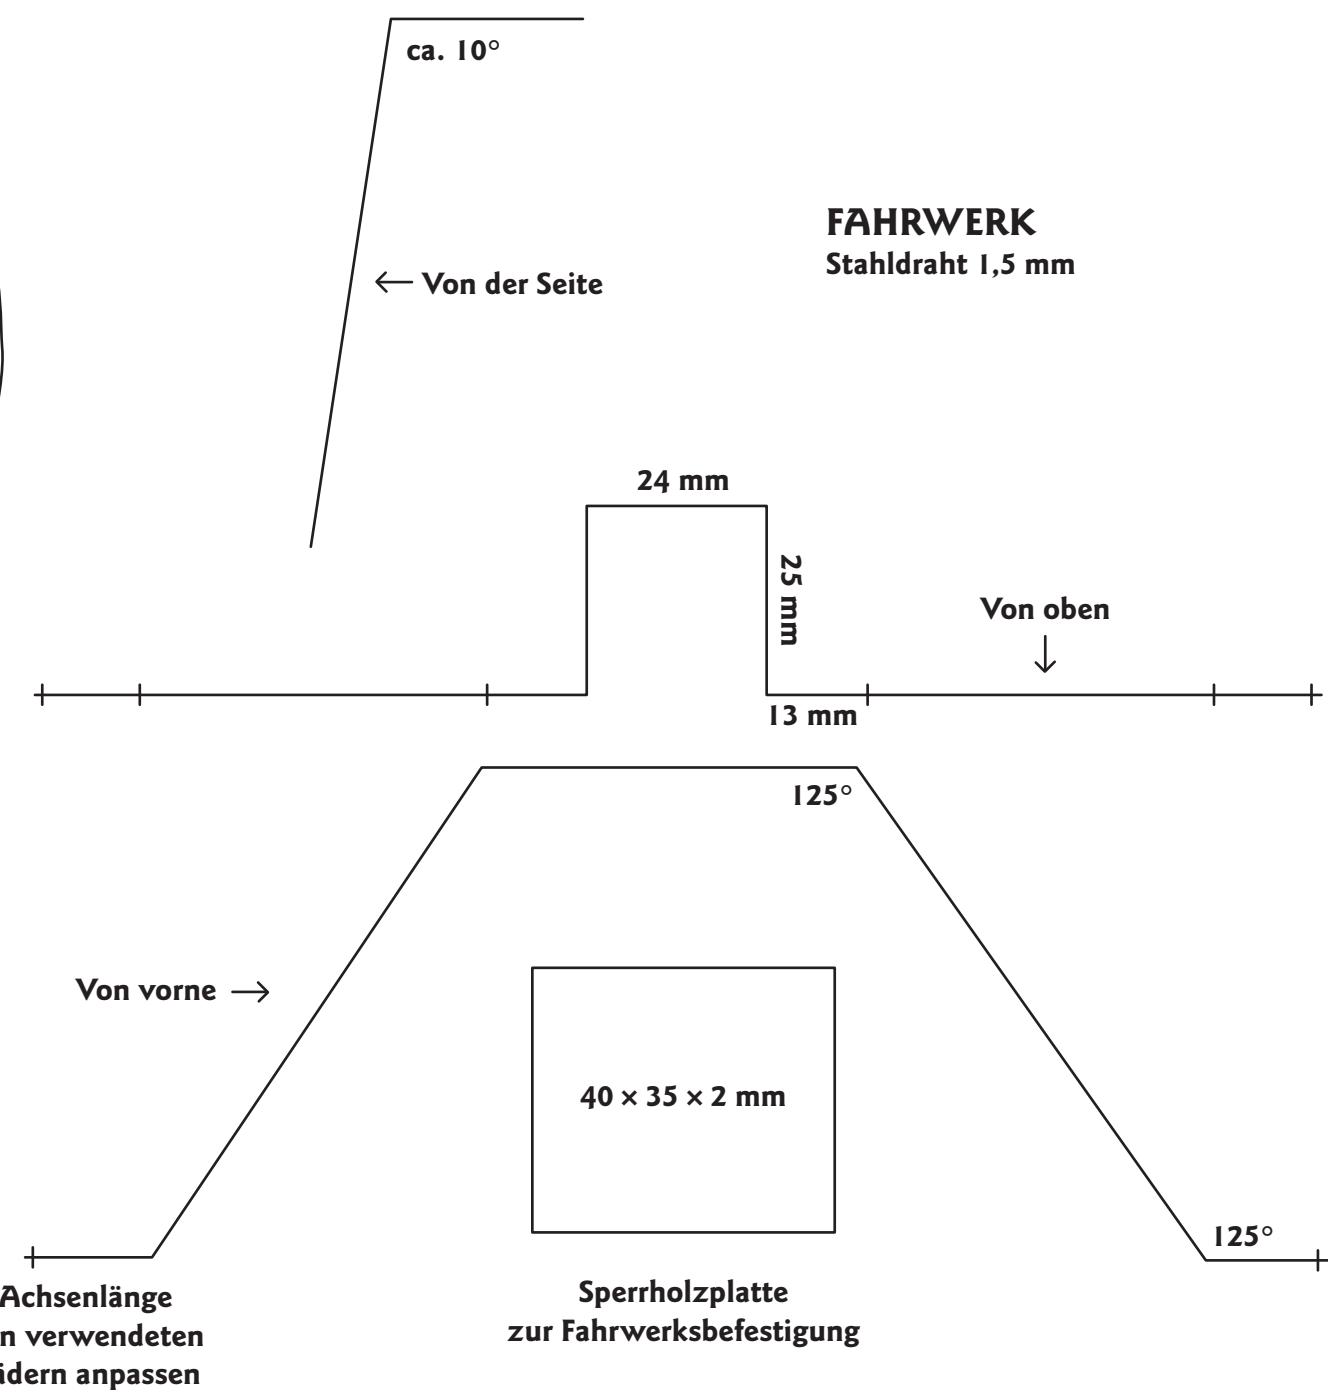 ca. 10°
FAHRWERK
Stahldraht 1,5 mm
Von der Seite
24 mm
25 mm
Von oben
13 mm
125°
Von vorne
40 × 35 × 2 mm
125°
Achsenlänge
n verwendeten
ädern anpassen
Sperrholzplatte
zur Fahrwerksbefestigung